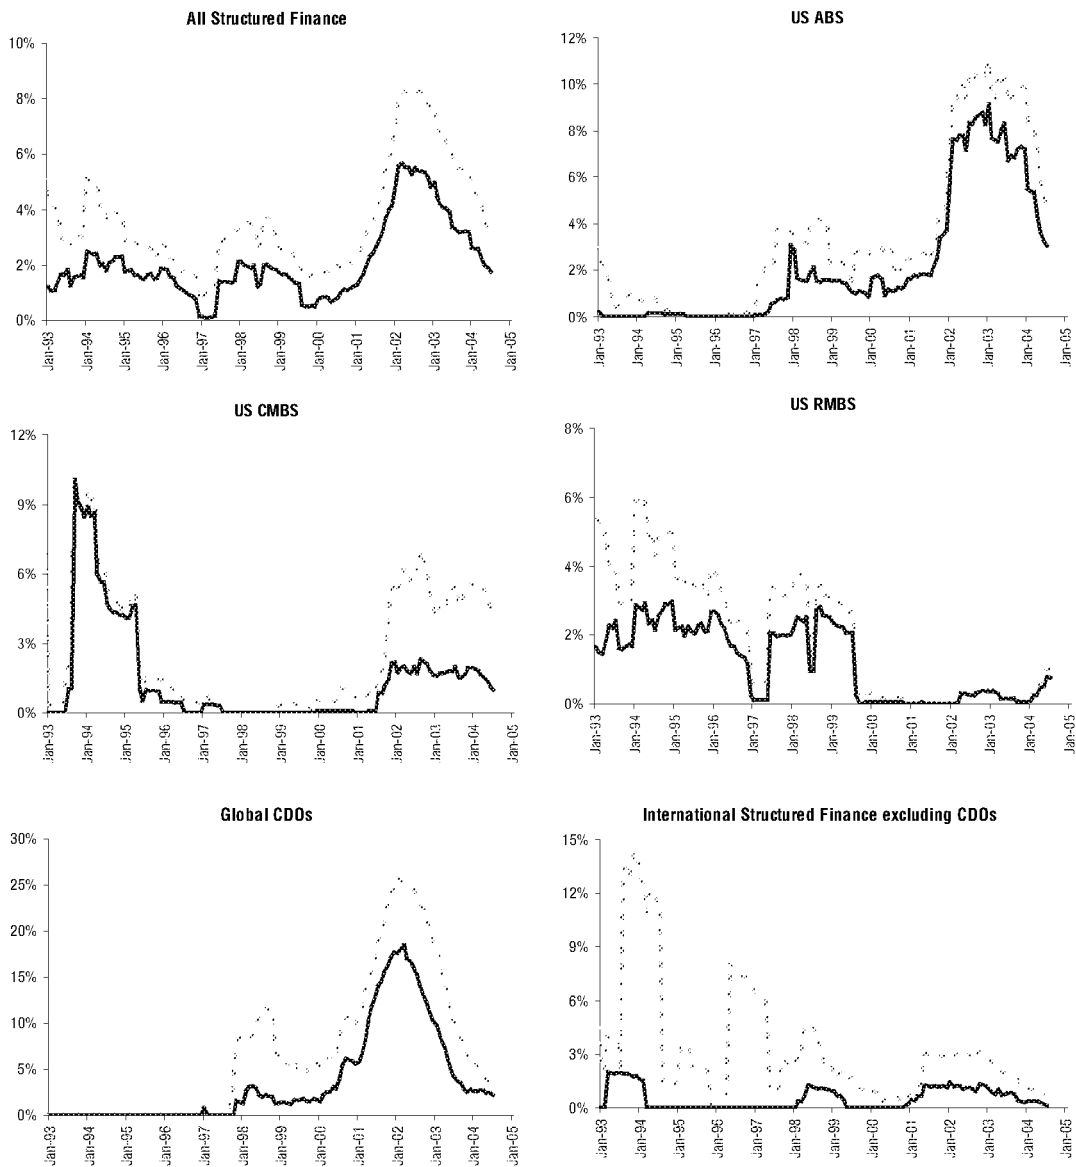 All Structured Finance
10%
8%
6%
4%
2%
0%
Jan-93
Jan-94
Jan-95
Jan-96
Jan-97
Jan-98
Jan-99
Jan-00
Jan-01
Jan-02
Jan-03
Jan-04
Jan-05
US ABS
12%
10%
8%
6%
4%
2%
0%
Jan-93
Jan-94
Jan-95
Jan-96
Jan-97
Jan-98
Jan-99
Jan-00
Jan-01
Jan-02
Jan-03
Jan-04
Jan-05
US CMBS
12%
9%
6%
3%
0%
Jan-93
Jan-94
Jan-95
Jan-96
Jan-97
Jan-98
Jan-99
Jan-00
Jan-01
Jan-02
Jan-03
Jan-04
Jan-05
US RMBS
8%
6%
4%
2%
0%
Jan-93
Jan-94
Jan-95
Jan-96
Jan-97
Jan-98
Jan-99
Jan-00
Jan-01
Jan-02
Jan-03
Jan-04
Jan-05
Global CDOs
30%
25%
20%
15%
10%
5%
0%
Jan-93
Jan-94
Jan-95
Jan-96
Jan-97
Jan-98
Jan-99
Jan-00
Jan-01
Jan-02
Jan-03
Jan-04
Jan-05
International Structured Finance excluding CDOs
15%
12%
9%
6%
3%
0%
Jan-93
Jan-94
Jan-95
Jan-96
Jan-97
Jan-98
Jan-99
Jan-00
Jan-01
Jan-02
Jan-03
Jan-04
Jan-05